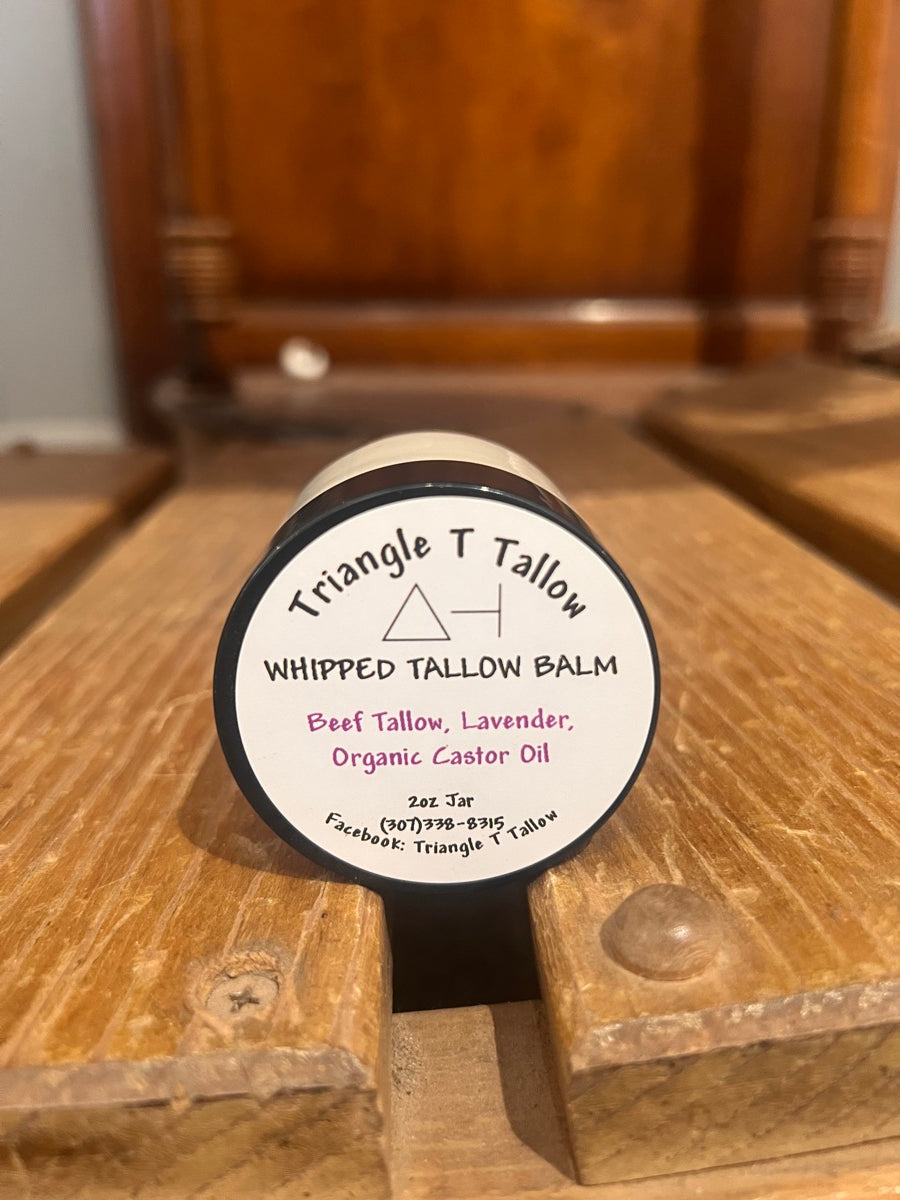 Triangle T Tallow
WHIPPED TALLOW BALM
Beef Tallow, Lavender,
Organic Castor Oil
2oz Jar
(307)338-8315
Facebook: Triangle T Tallow